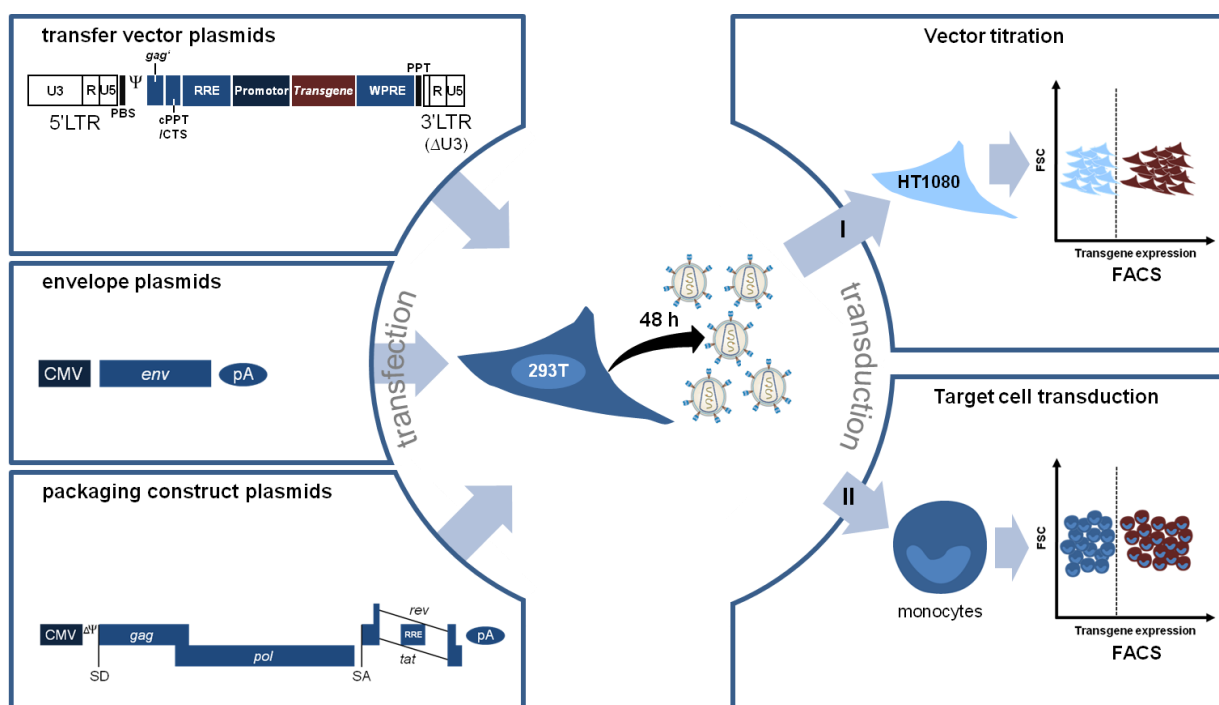 transfer vector plasmids
gag'
Ψ
PPT
U3
R
U5
RRE
Promotor
Transgene
WPRE
R
U5
PBS
cPPT
/CTS
5'LTR
3'LTR
(ΔU3)
envelope plasmids
CMV
env
pA
packaging construct plasmids
CMV
ΔΨ
gag
pol
SD
SA
rev
RRE
tat
pA
transfection
293T
48 h
transduction
I
II
Vector titration
HT1080
FSC
Transgene expression
FACS
Target cell transduction
monocytes
FSC
Transgene expression
FACS